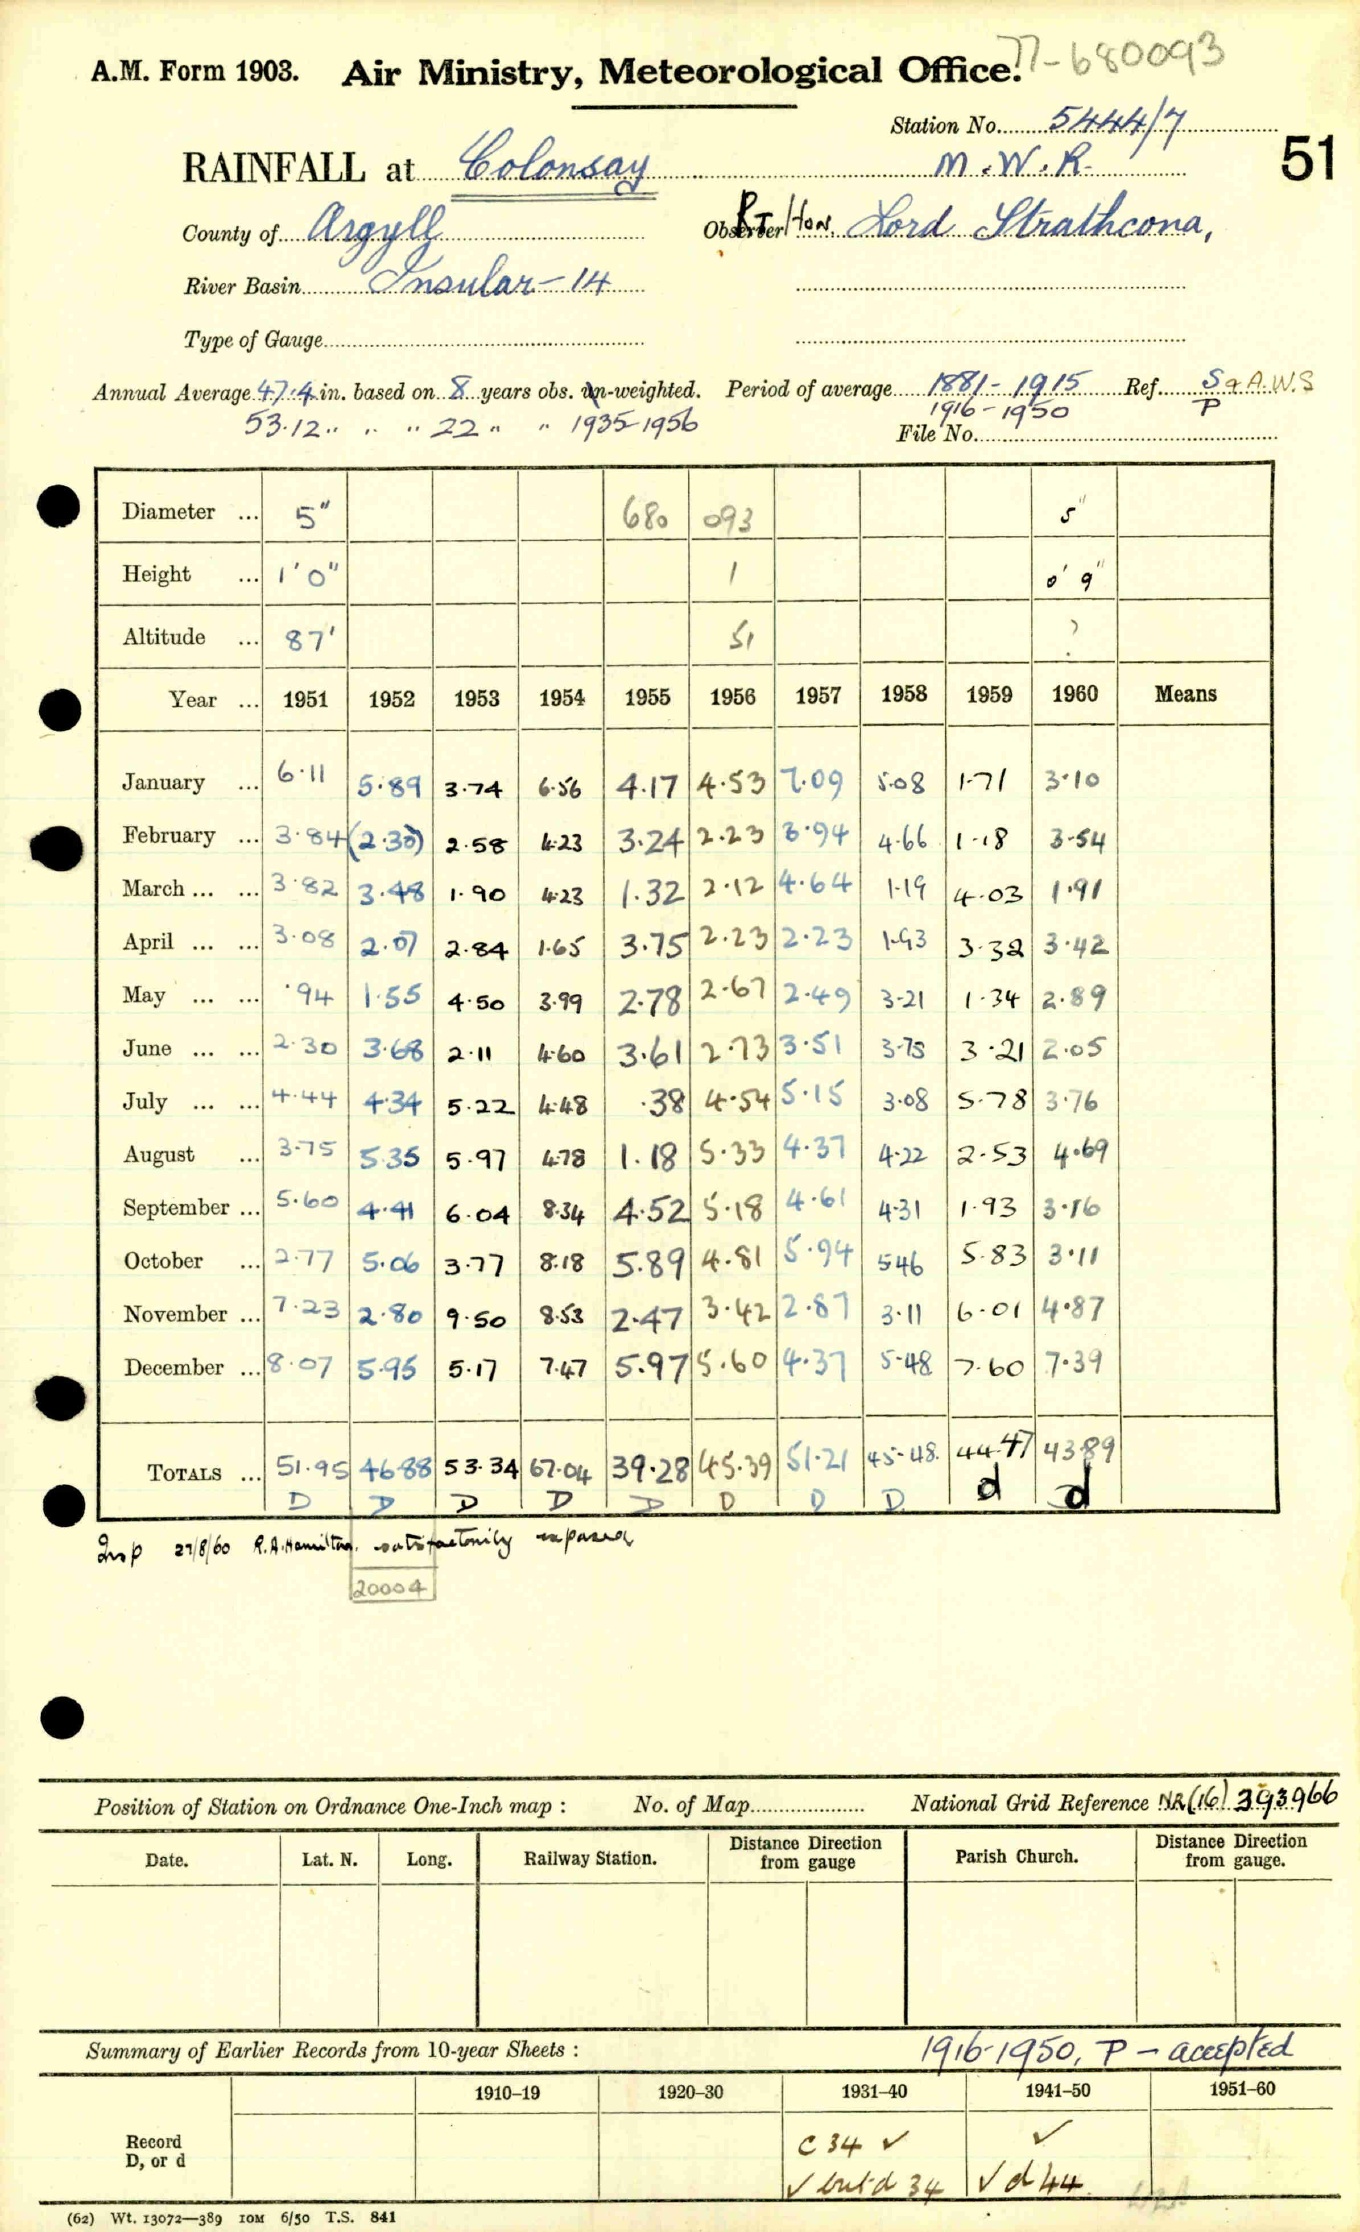 77-680093
A.M. Form 1903. Air Ministry, Meteorological Office.
Station No. 5444/7
RAINFALL at Colonsay M.W.R. 51
County of Argyll Observer Rt/Hon. Lord Strathcona,
River Basin Insular-14
Type of Gauge
Annual Average 47.4 in. based on 8 years obs. un-weighted. Period of average 1881-1915 Ref. S & A.W.S
53.12 " " " 22 " " 1935-1956 1916-1950 P
File No.
Diameter ... 5" 680 093 5"
Height ... 1'0" 1 0' 9"
Altitude ... 87' 51 ?
Year ... 1951 1952 1953 1954 1955 1956 1957 1958 1959 1960 Means
January ... 6.11 5.89 3.74 6.56 4.17 4.53 7.09 5.08 1.71 3.10
February ... 3.84 (2.30) 2.58 4.23 3.24 2.23 3.94 4.66 1.18 3.54
March ... ... 3.82 3.48 1.90 4.23 1.32 2.12 4.64 1.19 4.03 1.91
April ... ... 3.08 2.07 2.84 1.65 3.75 2.23 2.23 1.93 3.32 3.42
May ... ... .94 1.55 4.50 3.99 2.78 2.67 2.49 3.21 1.34 2.89
June ... ... 2.30 3.68 2.11 4.60 3.61 2.73 3.51 3.75 3.21 2.05
July ... ... 4.44 4.34 5.22 4.48 .38 4.54 5.15 3.08 5.78 3.76
August ... 3.75 5.35 5.97 4.78 1.18 5.33 4.37 4.22 2.53 4.69
September ... 5.60 4.41 6.04 8.34 4.52 5.18 4.61 4.31 1.93 3.16
October ... 2.77 5.06 3.77 8.18 5.89 4.81 5.94 5.46 5.83 3.11
November ... 7.23 2.80 9.50 8.53 2.47 3.42 2.87 3.11 6.01 4.87
December ... 8.07 5.95 5.17 7.47 5.97 5.60 4.37 5.48 7.60 7.39
TOTALS ... 51.95 46.88 53.34 67.04 39.28 45.39 51.21 45.48. 44.47 43.89
D D D D D D D D d d
Insp 27/8/60 R.A. Hamilton. satisfactorily exposed
20004
Position of Station on Ordnance One-Inch map : No. of Map National Grid Reference NR(16) 393966
Date. Lat. N. Long. Railway Station. Distance Direction from gauge Parish Church. Distance Direction from gauge.
Summary of Earlier Records from 10-year Sheets : 1916-1950, P - accepted
1910–19 1920–30 1931–40 1941–50 1951–60
Record C 34 ✓ ✓
D, or d ✓ but d 34 ✓ d 44
(62) Wt. 13072—389 10M 6/50 T.S. 841